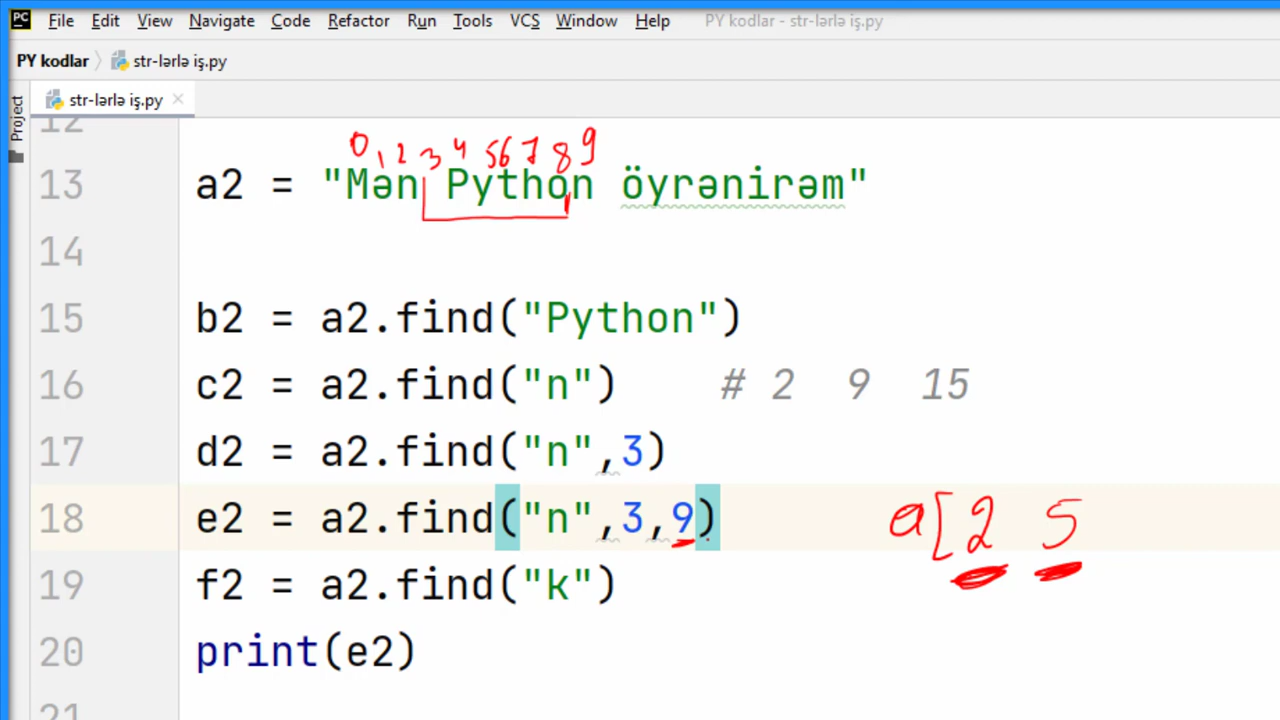 PC File Edit View Navigate Code Refactor Run Tools VCS Window Help PY kodlar - str-lərlə iş.py
PY kodlar str-lərlə iş.py
Project
str-lərlə iş.py
12
0 1 2 3 4 5 6 7 8 9
13 a2 = "Mən Python öyrənirəm"
14
15 b2 = a2.find("Python")
16 c2 = a2.find("n") # 2 9 15
17 d2 = a2.find("n",3)
18 e2 = a2.find("n",3,9) a[2 5
19 f2 = a2.find("k")
20 print(e2)
21